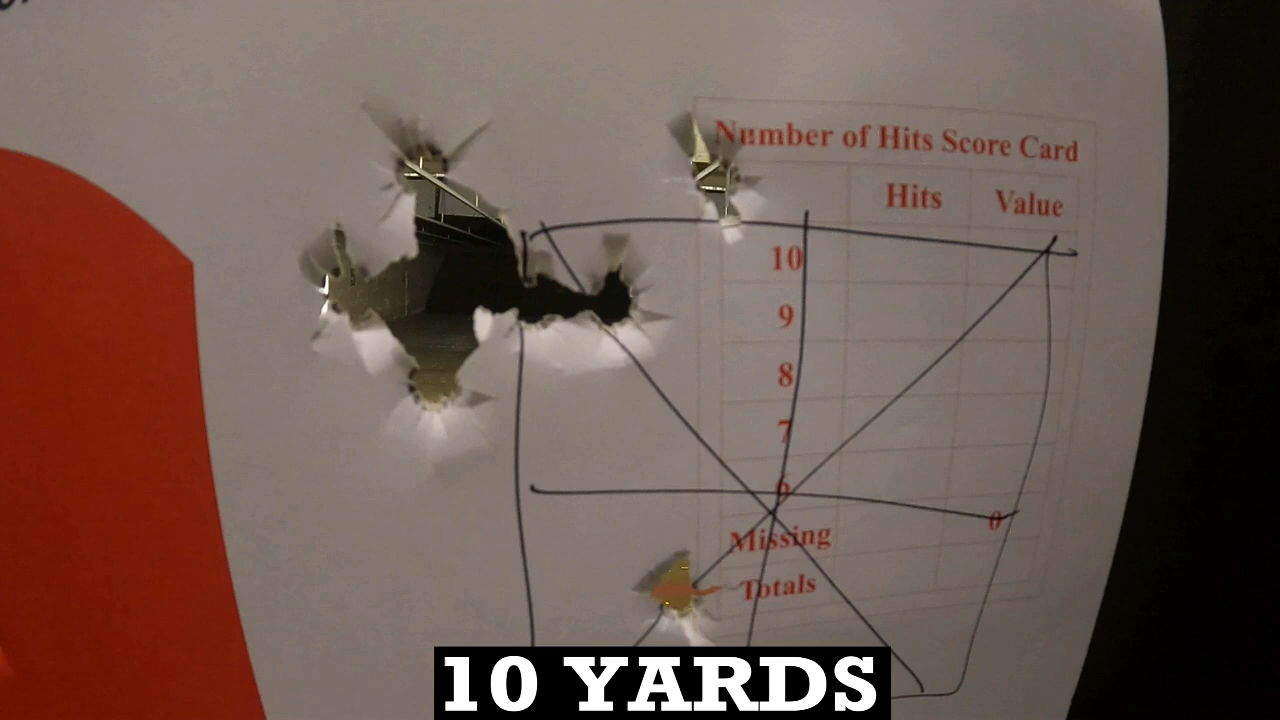 Number of Hits Score Card
Hits Value
10
9
8
7
6
0
Missing
Totals
10 YARDS